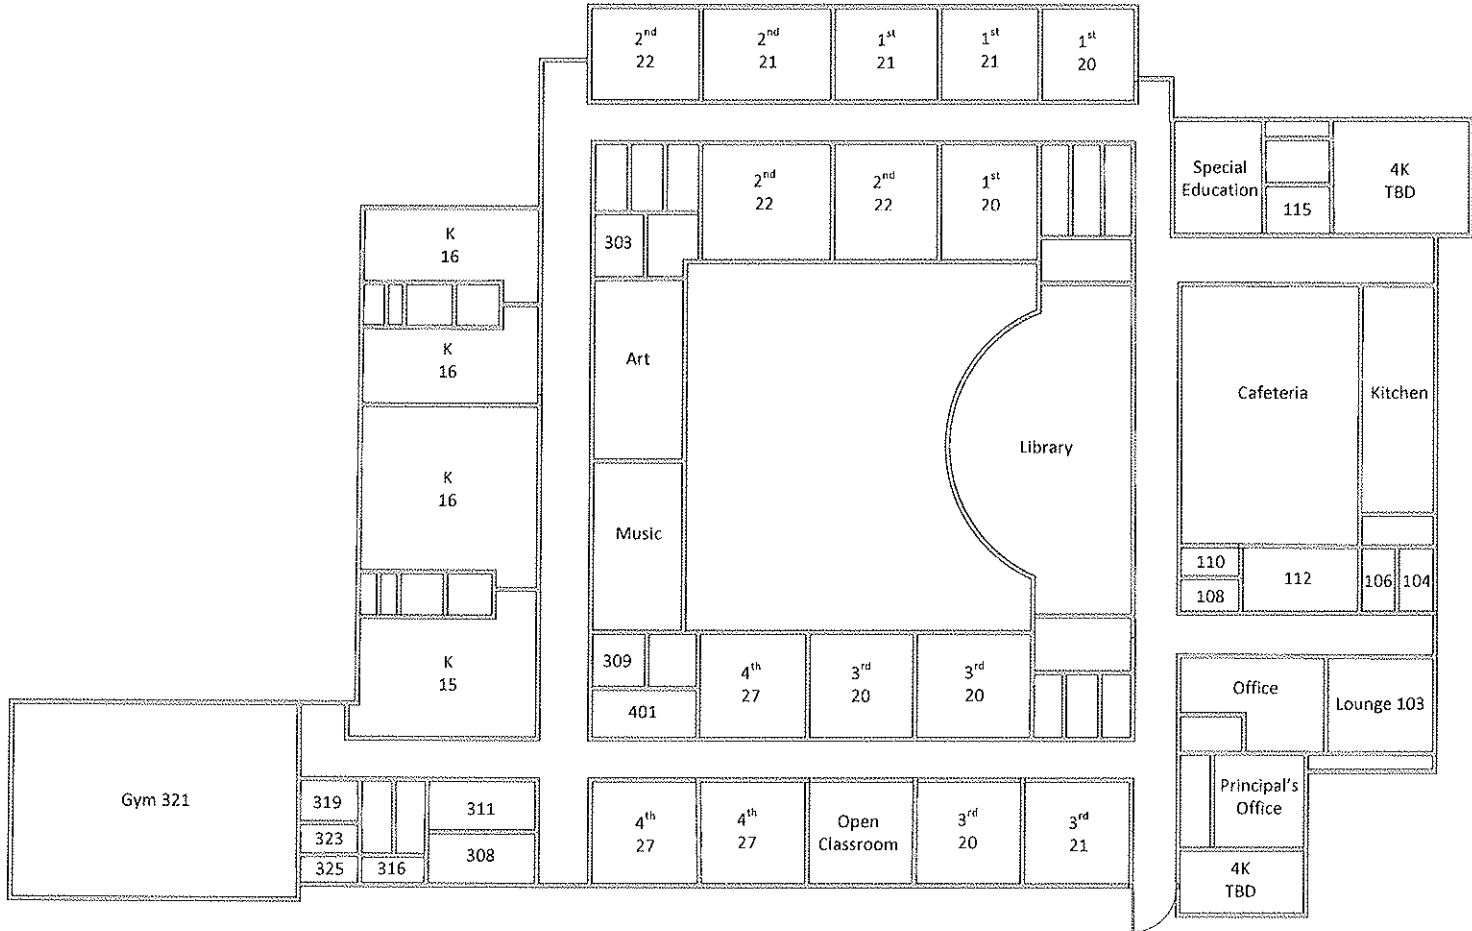 2nd
22
2nd
21
1st
21
1st
21
1st
20
2nd
22
2nd
22
1st
20
Special
Education
115
4K
TBD
303
K
16
K
16
K
16
K
15
Art
Music
Library
Cafeteria
Kitchen
110
108
112
106
104
309
401
4th
27
3rd
20
3rd
20
Office
Lounge 103
Principal's
Office
4K
TBD
Gym 321
319
323
325
316
311
308
4th
27
4th
27
Open
Classroom
3rd
20
3rd
21